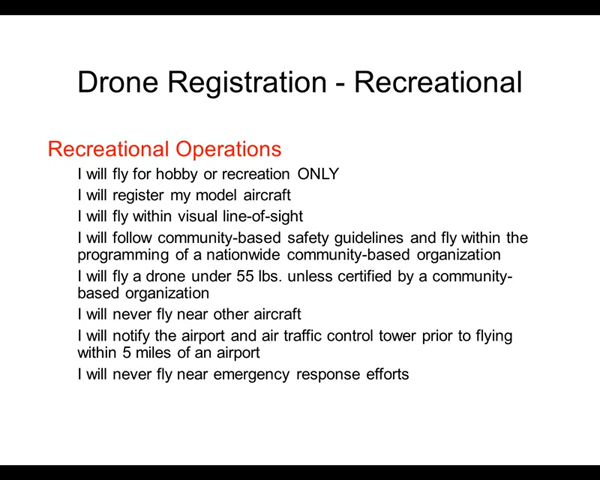 Drone Registration - Recreational
Recreational Operations
I will fly for hobby or recreation ONLY
I will register my model aircraft
I will fly within visual line-of-sight
I will follow community-based safety guidelines and fly within the
programming of a nationwide community-based organization
I will fly a drone under 55 lbs. unless certified by a community-
based organization
I will never fly near other aircraft
I will notify the airport and air traffic control tower prior to flying
within 5 miles of an airport
I will never fly near emergency response efforts